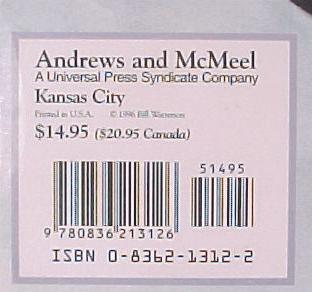 Andrews and McMeel
A Universal Press Syndicate Company
Kansas City
Printed in U.S.A. © 1996 Bill Watterson
$14.95 ($20.95 Canada)
51495
9 780836 213126
ISBN 0-8362-1312-2